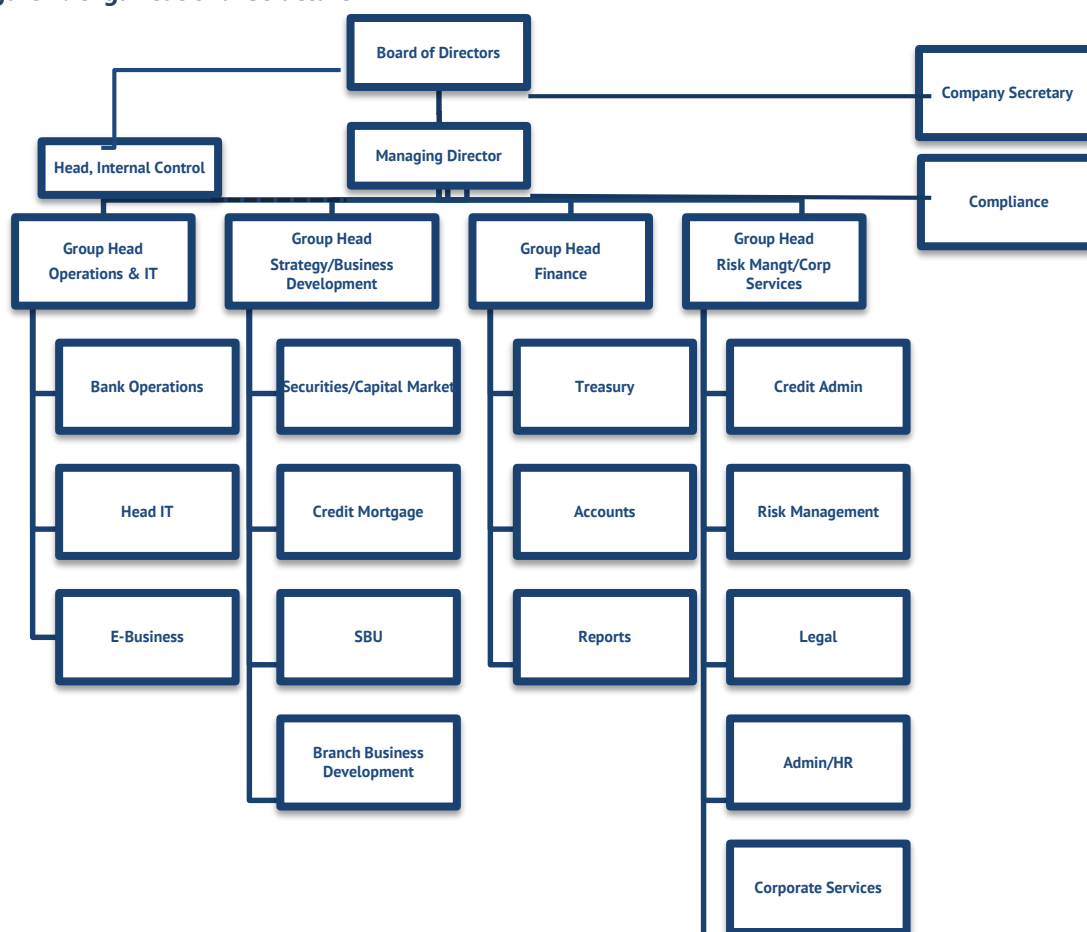 Board of Directors
Company Secretary
Managing Director
Head, Internal Control
Compliance
Group Head
Operations & IT
Group Head
Strategy/Business
Development
Group Head
Finance
Group Head
Risk Mangt/Corp
Services
Bank Operations
Securities/Capital Market
Treasury
Credit Admin
Head IT
Credit Mortgage
Accounts
Risk Management
E-Business
SBU
Reports
Legal
Branch Business
Development
Admin/HR
Corporate Services